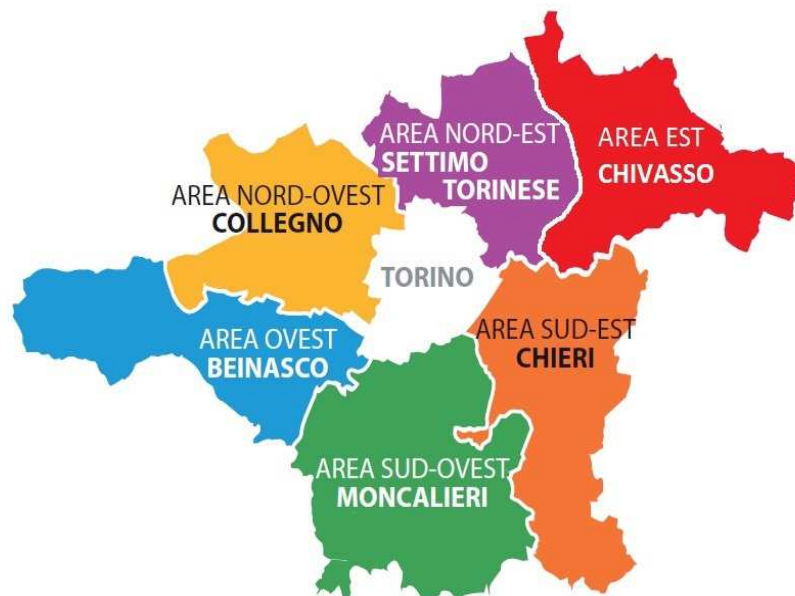 AREA NORD-EST
SETTIMO
TORINESE
AREA EST
CHIVASSO
AREA NORD-OVEST
COLLEGNO
TORINO
AREA OVEST
BEINASCO
AREA SUD-EST
CHIERI
AREA SUD-OVEST
MONCALIERI